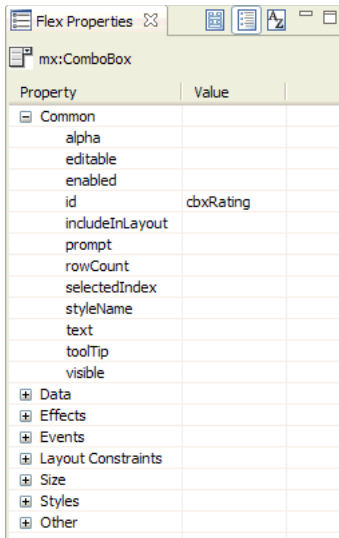 Flex Properties
mx:ComboBox
Property Value
Common
alpha
editable
enabled
id cbxRating
includeInLayout
prompt
rowCount
selectedIndex
styleName
text
toolTip
visible
Data
Effects
Events
Layout Constraints
Size
Styles
Other